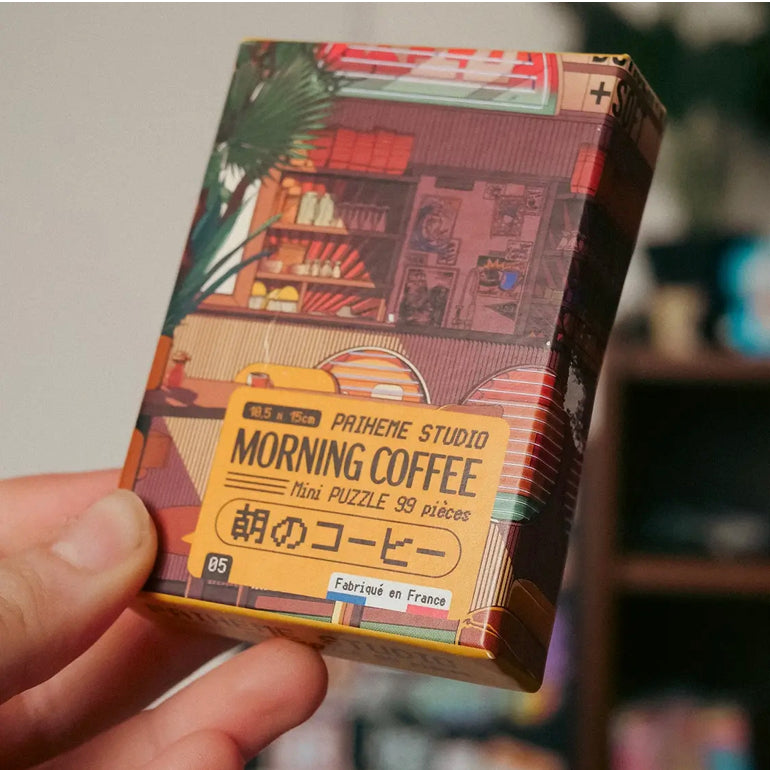 10,5 x 15cm PAIHEME STUDIO
MORNING COFFEE
Mini PUZZLE 99 pièces
朝のコーヒー
05
Fabriqué en France